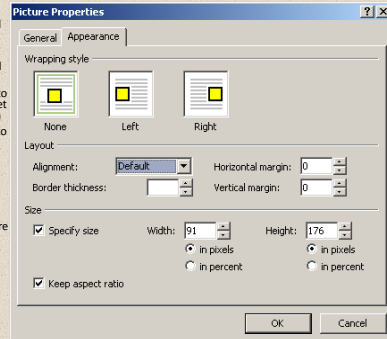 Picture Properties
General Appearance
Wrapping style
None Left Right
Layout
Alignment: Default Horizontal margin: 0
Border thickness: Vertical margin: 0
Size
Specify size Width: 91 Height: 176
in pixels in pixels
in percent in percent
Keep aspect ratio
OK Cancel